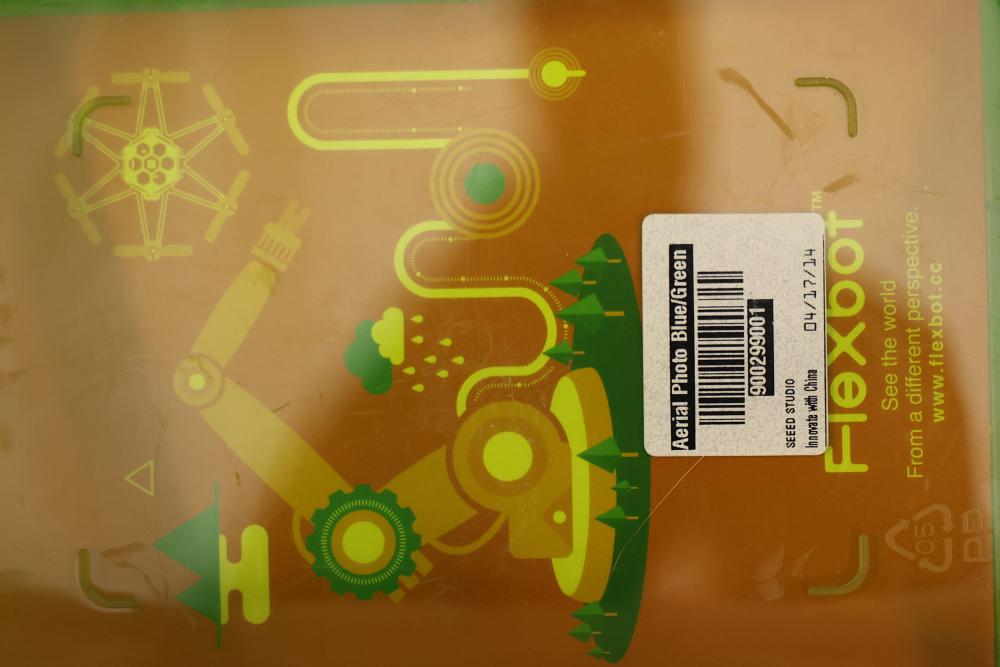 Aerial Photo Blue/Green
900299001
SEEED STUDIO
Innovate with China
04/17/14
Flexbot™
See the world
From a different perspective.
www.flexbot.cc
05
PP